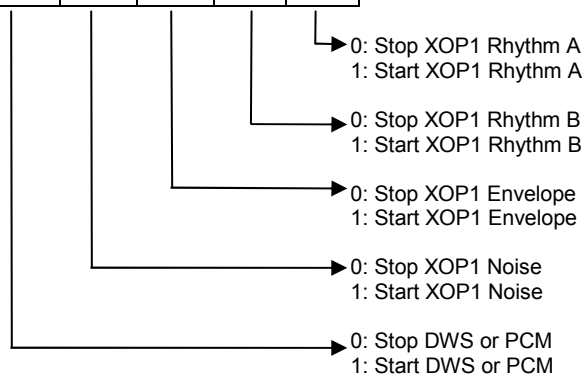 0: Stop XOP1 Rhythm A
1: Start XOP1 Rhythm A
0: Stop XOP1 Rhythm B
1: Start XOP1 Rhythm B
0: Stop XOP1 Envelope
1: Start XOP1 Envelope
0: Stop XOP1 Noise
1: Start XOP1 Noise
0: Stop DWS or PCM
1: Start DWS or PCM